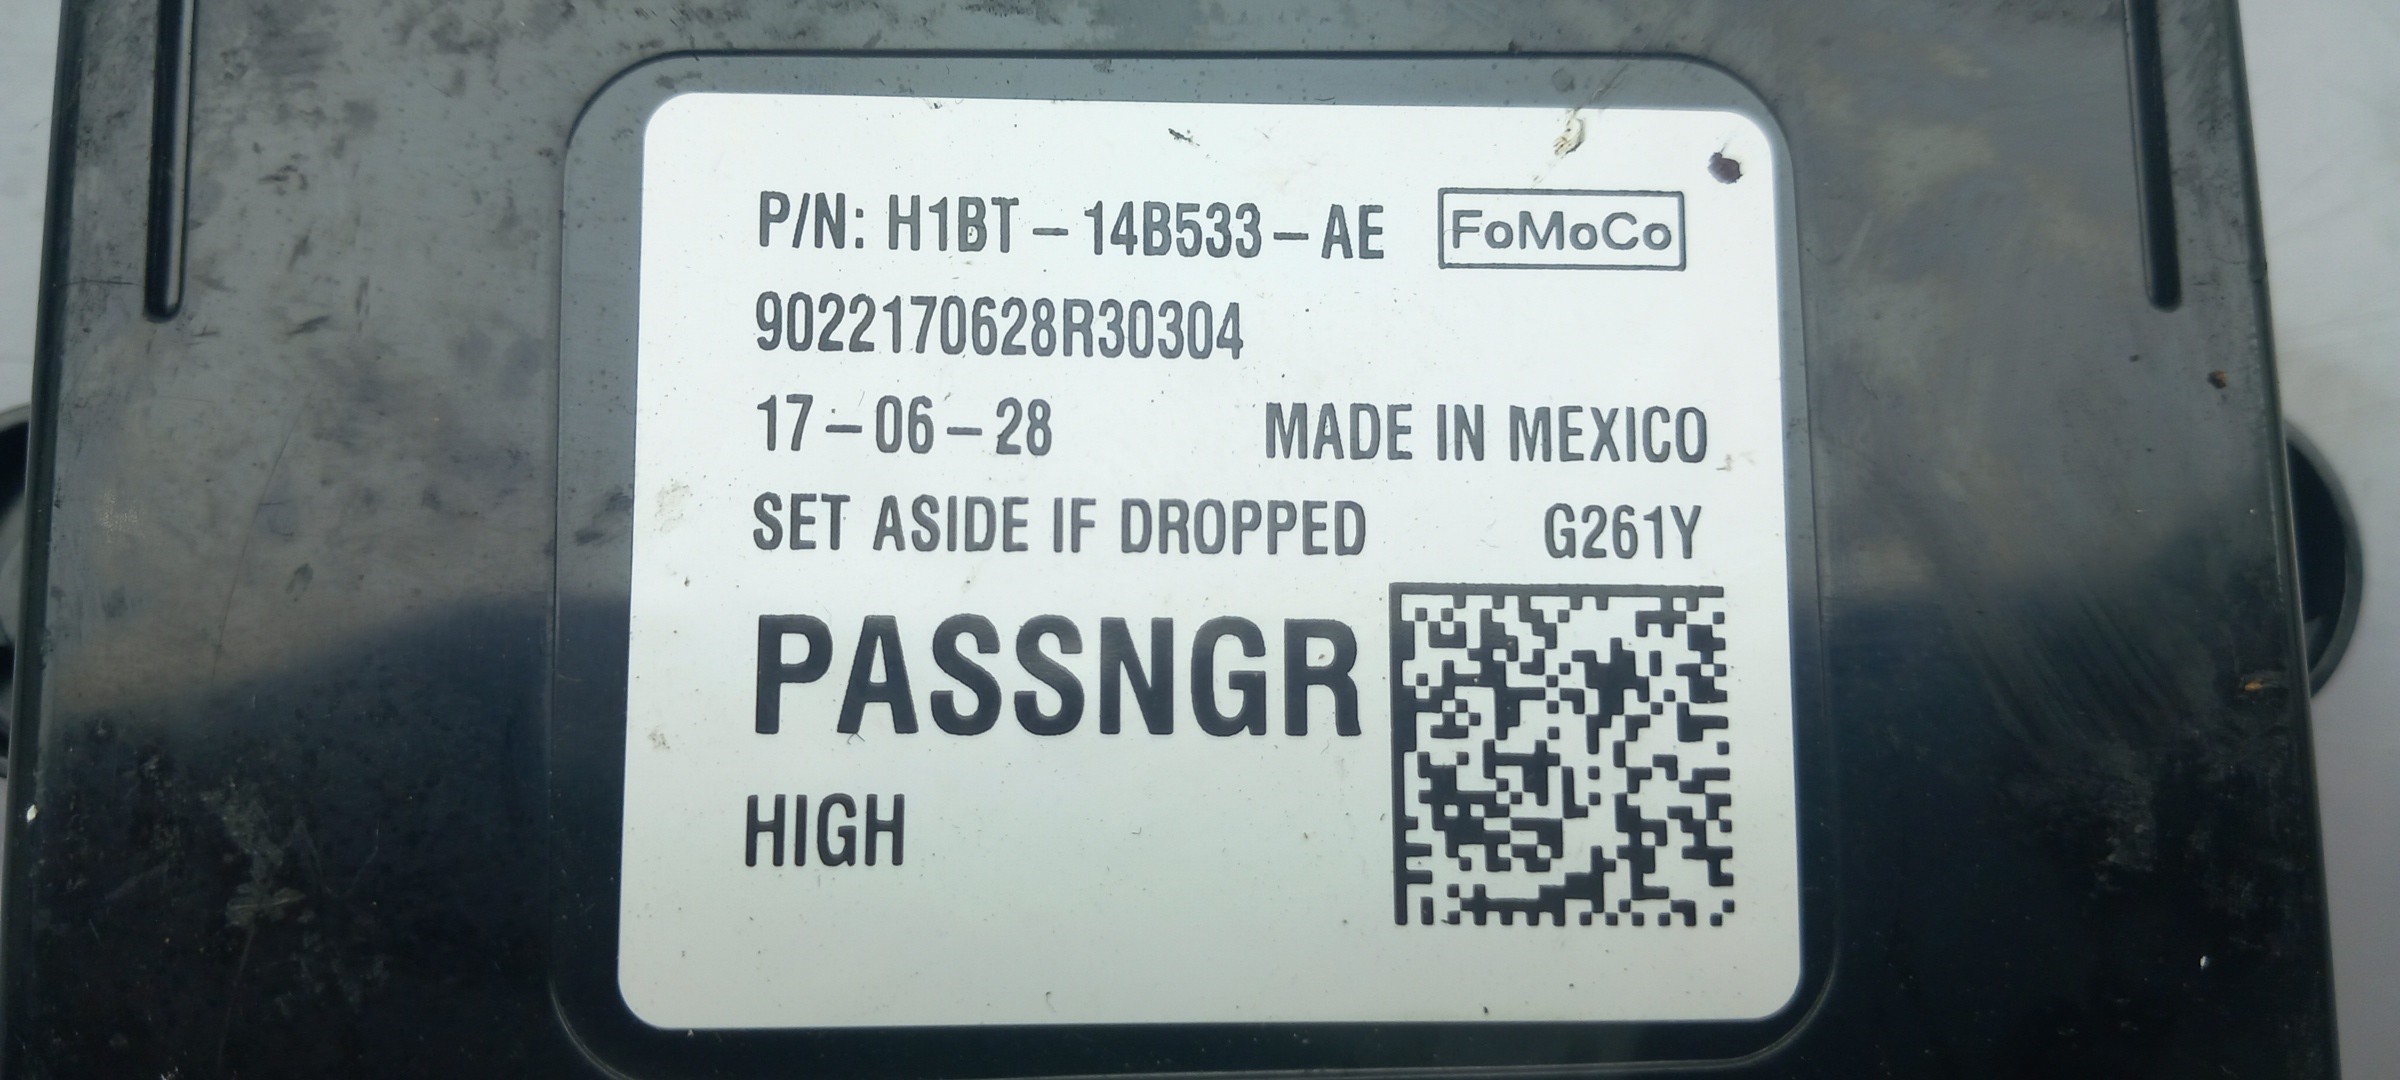 P/N: H1BT-14B533-AE FoMoCo
9022170628R30304
17-06-28 MADE IN MEXICO
SET ASIDE IF DROPPED G261Y
PASSNGR
HIGH